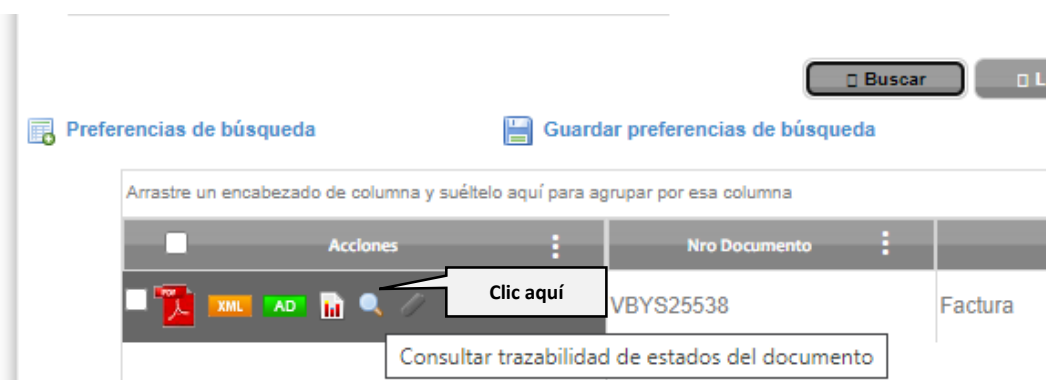 Buscar
L
Preferencias de búsqueda
Guardar preferencias de búsqueda
Arrastre un encabezado de columna y suéltelo aquí para agrupar por esa columna
Acciones
Nro Documento
PDF
XML
AD
Clic aquí
VBYS25538
Factura
Consultar trazabilidad de estados del documento